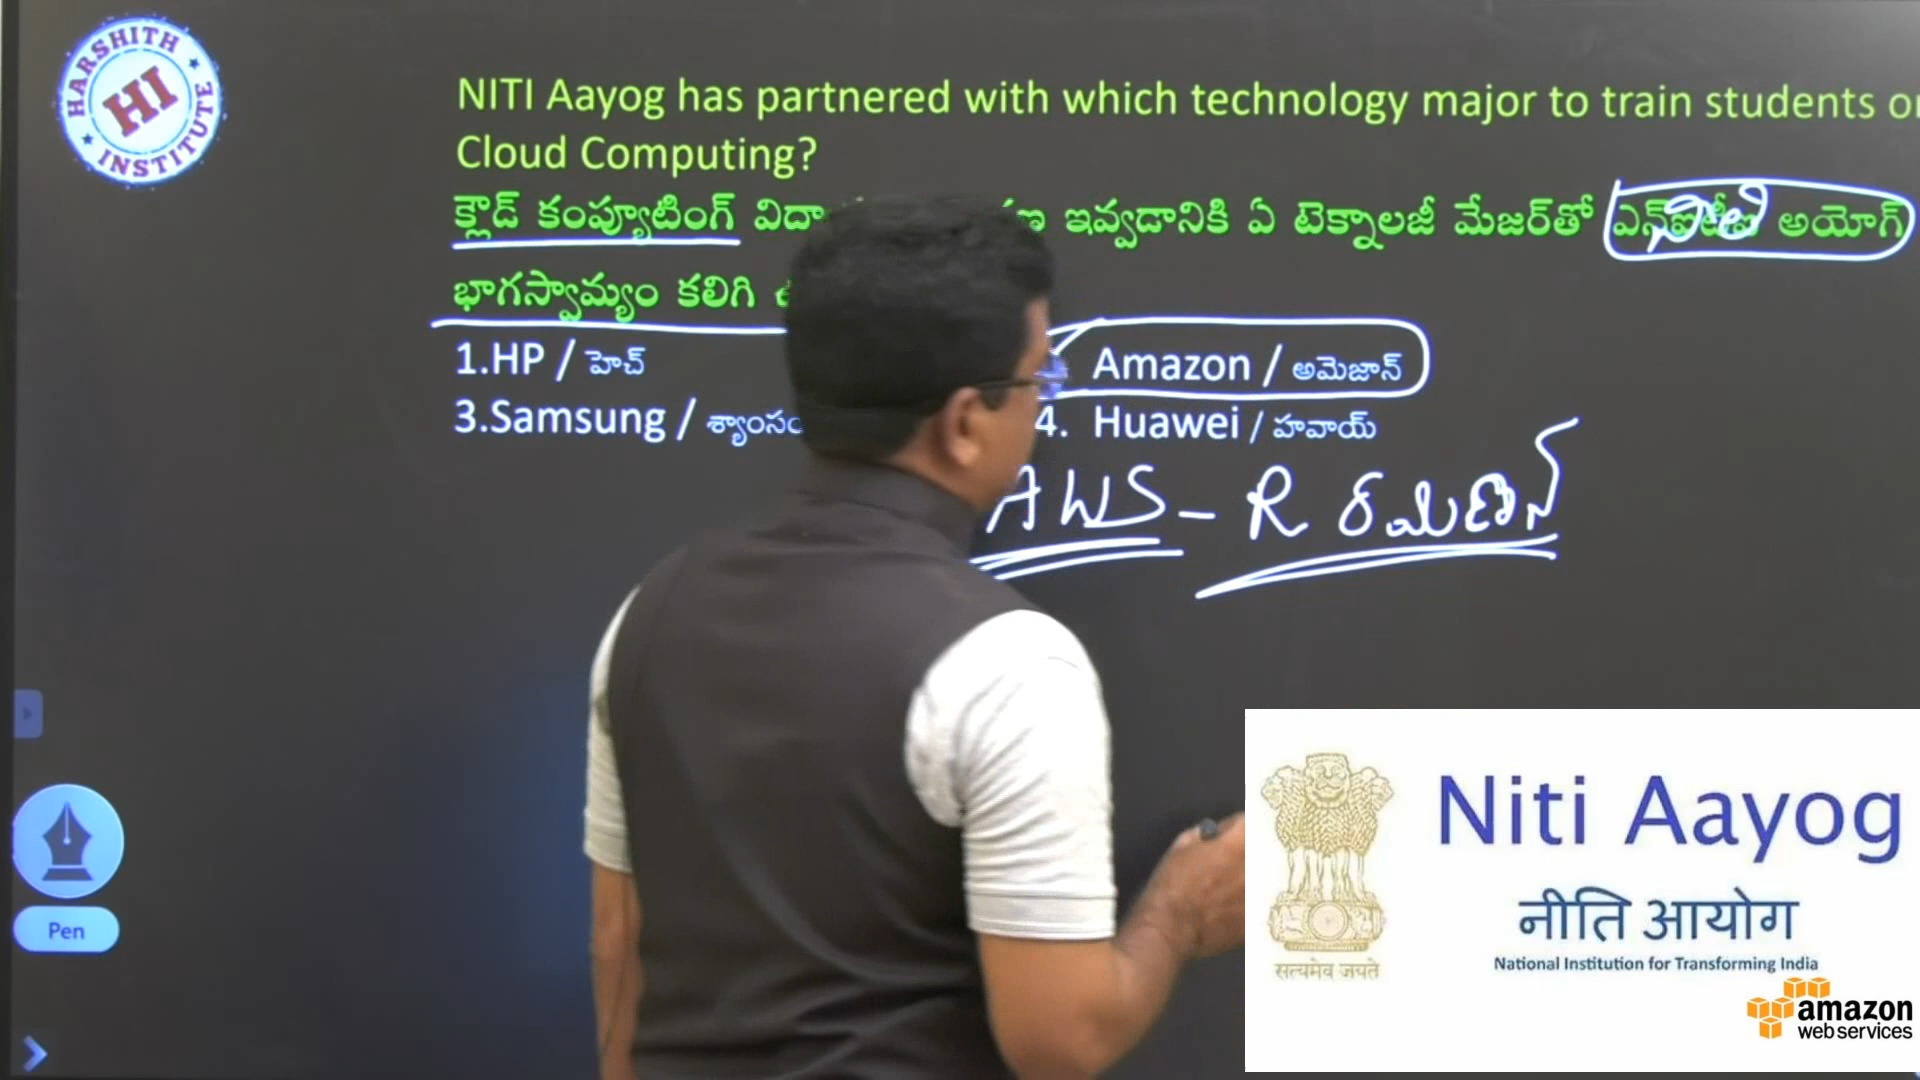 HARSHITH
HI
INSTITUTE
NITI Aayog has partnered with which technology major to train students
Cloud Computing?
క్లౌడ్ కంప్యూటింగ్ ఇవ్వడానికి ఏ టెక్నాలజీ మేజర్‌తో అయోగ్
భాగస్వామ్యం కలిగి
1.HP / హెచ్
Amazon / అమెజాన్
3.Samsung /
4. Huawei / హవాయ్
AWS - R రమణన్
Niti Aayog
नीति आयोग
National Institution for Transforming India
सत्यमेव जयते
amazon
webservices
Pen